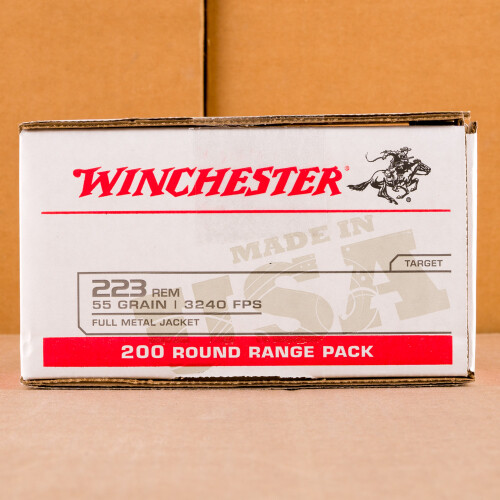 WINCHESTER®
MADE IN
USA
TARGET
223 REM
55 GRAIN | 3240 FPS
FULL METAL JACKET
200 ROUND RANGE PACK